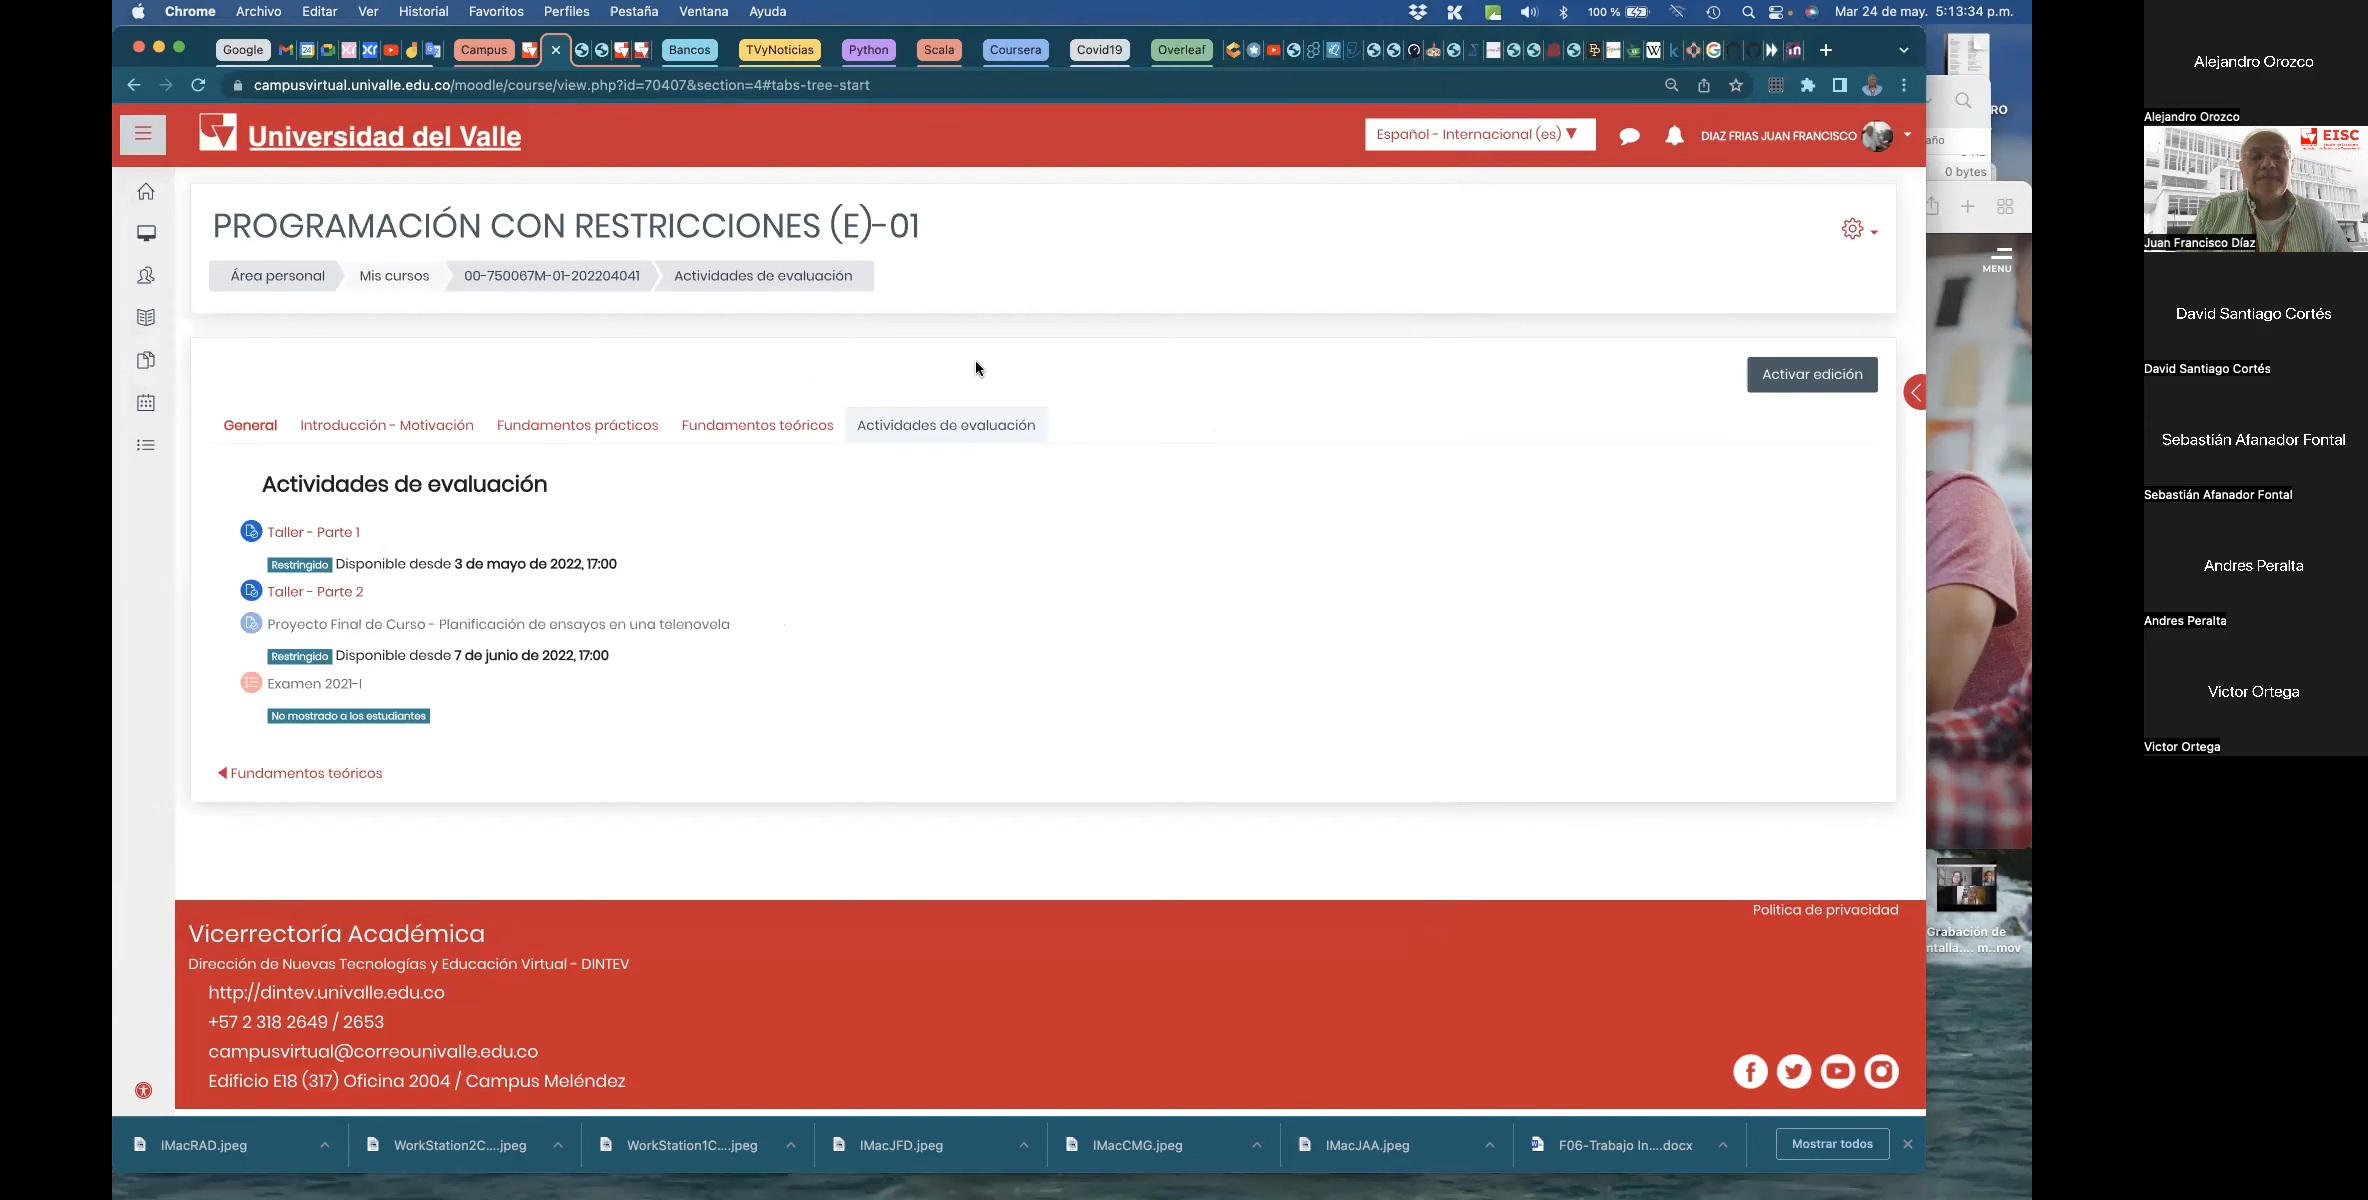 Chrome Archivo Editar Ver Historial Favoritos Perfiles Pestaña Ventana Ayuda 100 % Mar 24 de may. 5:13:34 p.m.
Google Campus Bancos TVyNoticias Python Scala Coursera Covid19 Overleaf
campusvirtual.univalle.edu.co/moodle/course/view.php?id=70407&section=4#tabs-tree-start
Universidad del Valle
Español - Internacional (es) ▼
DIAZ FRIAS JUAN FRANCISCO
PROGRAMACIÓN CON RESTRICCIONES (E)-01
Área personal Mis cursos 00-750067M-01-202204041 Actividades de evaluación
Activar edición
General Introducción - Motivación Fundamentos prácticos Fundamentos teóricos Actividades de evaluación
Actividades de evaluación
Taller - Parte 1
Restringido Disponible desde 3 de mayo de 2022, 17:00
Taller - Parte 2
Proyecto Final de Curso - Planificación de ensayos en una telenovela
Restringido Disponible desde 7 de junio de 2022, 17:00
Examen 2021-I
No mostrado a los estudiantes
◀ Fundamentos teóricos
Politica de privacidad
Vicerrectoría Académica
Dirección de Nuevas Tecnologías y Educación Virtual - DINTEV
http://dintev.univalle.edu.co
+57 2 318 2649 / 2653
campusvirtual@correounivalle.edu.co
Edificio E18 (317) Oficina 2004 / Campus Meléndez
IMacRAD.jpeg WorkStation2C....jpeg WorkStation1C....jpeg IMacJFD.jpeg IMacCMG.jpeg IMacJAA.jpeg F06-Trabajo In....docx Mostrar todos
RO
año
0 bytes
MENU
Grabación de
ntalla.... m..mov
Alejandro Orozco
Alejandro Orozco
EISC
Juan Francisco Díaz
David Santiago Cortés
David Santiago Cortés
Sebastián Afanador Fontal
Sebastián Afanador Fontal
Andres Peralta
Andres Peralta
Victor Ortega
Victor Ortega